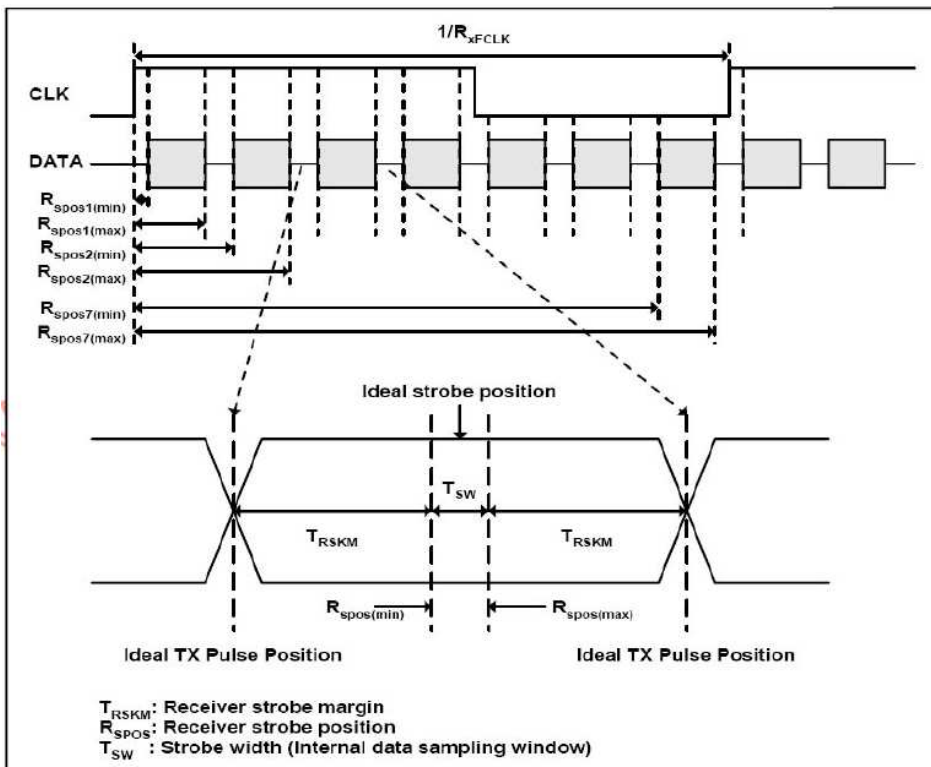 1/RxFCLK
CLK
DATA
Rspos1(min)
Rspos1(max)
Rspos2(min)
Rspos2(max)
Rspos7(min)
Rspos7(max)
Ideal strobe position
TSW
TRSKM TRSKM
Rspos(min) Rspos(max)
Ideal TX Pulse Position Ideal TX Pulse Position
TRSKM: Receiver strobe margin
RSPOS: Receiver strobe position
TSW : Strobe width (Internal data sampling window)